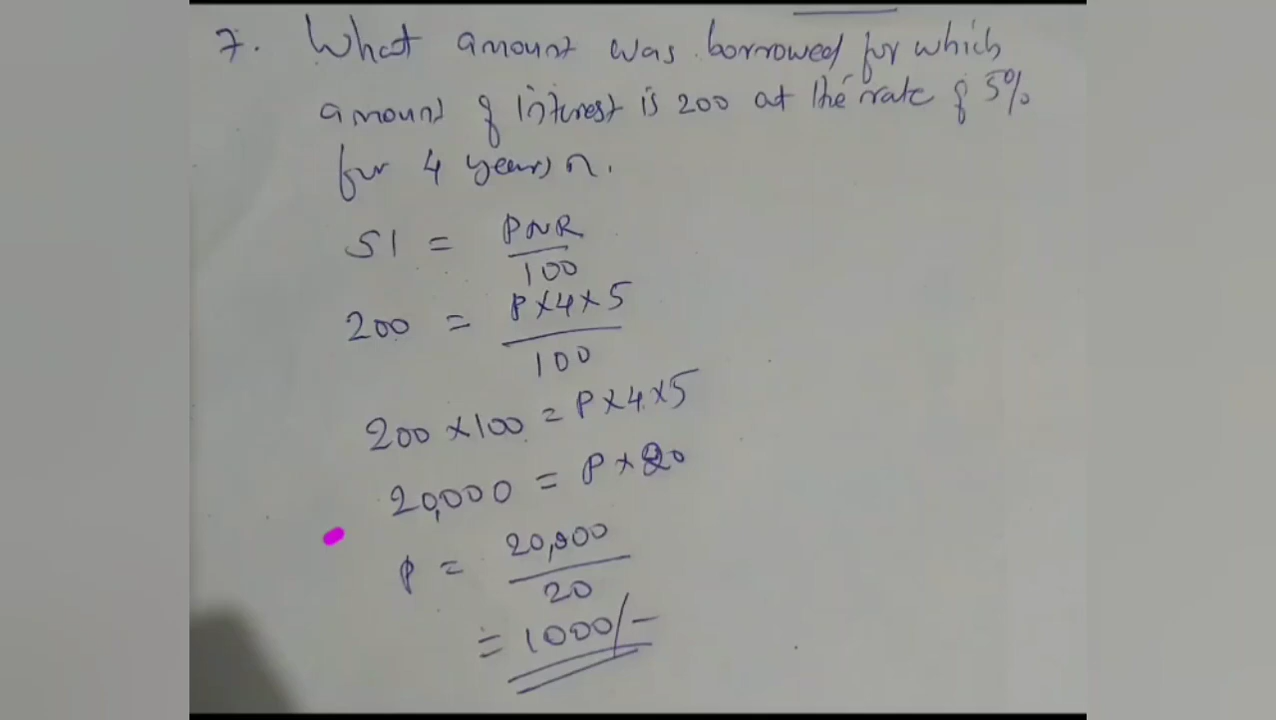 7. What amount was borrowed for which
amount of interest is 200 at the rate of 5%
for 4 years
SI = PNR
100
200 = P×4×5
100
200 ×100 = P×4×5
20,000 = P×20
P = 20,000
20
= 1000/-